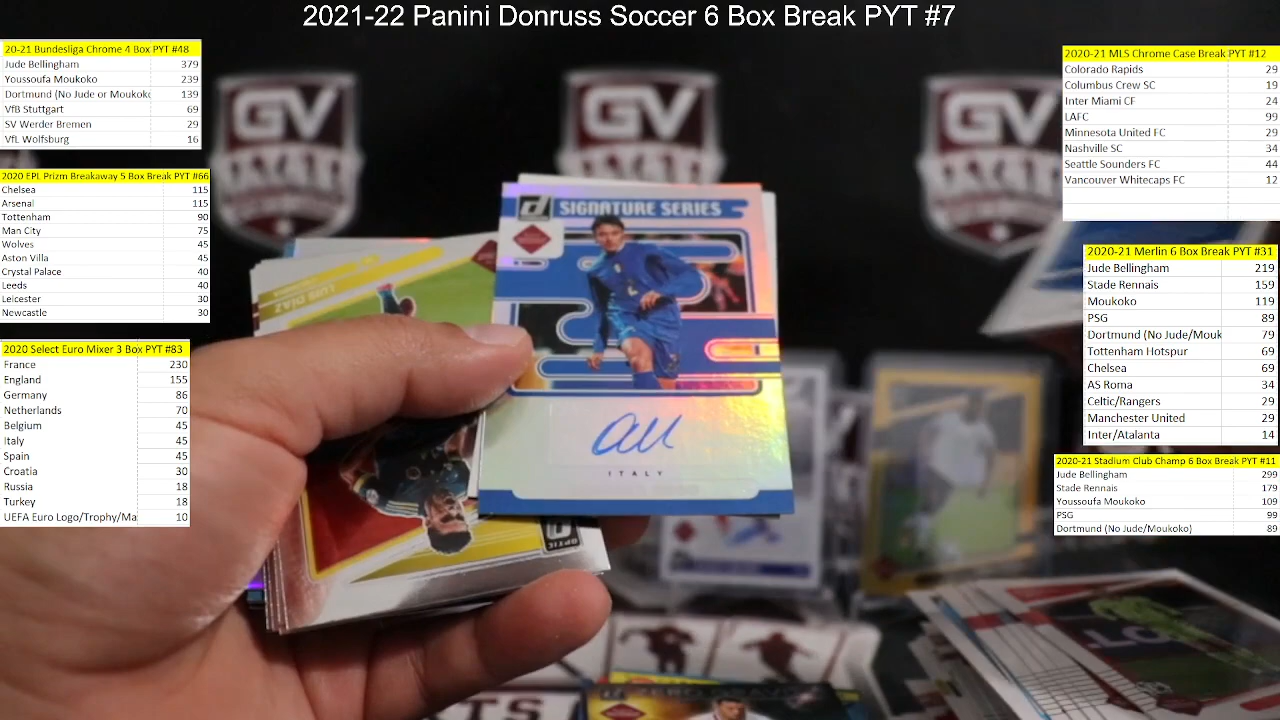 2021-22 Panini Donruss Soccer 6 Box Break PYT #7
20-21 Bundesliga Chrome 4 Box PYT #48
Jude Bellingham 379
Youssoufa Moukoko 239
Dortmund (No Jude or Moukoko 139
VfB Stuttgart 69
SV Werder Bremen 29
VfL Wolfsburg 16
2020 EPL Prizm Breakaway 5 Box Break PYT #66
Chelsea 115
Arsenal 115
Tottenham 90
Man City 75
Wolves 45
Aston Villa 45
Crystal Palace 40
Leeds 40
Leicester 30
Newcastle 30
2020 Select Euro Mixer 3 Box PYT #83
France 230
England 155
Germany 86
Netherlands 70
Belgium 45
Italy 45
Spain 45
Croatia 30
Russia 18
Turkey 18
UEFA Euro Logo/Trophy/Ma 10
GV
GV
GV
SIGNATURE SERIES
ITALY
LUIS DIAZ
OPTIC
ZERO GRAVITY
2020-21 MLS Chrome Case Break PYT #12
Colorado Rapids 29
Columbus Crew SC 19
Inter Miami CF 24
LAFC 99
Minnesota United FC 29
Nashville SC 34
Seattle Sounders FC 44
Vancouver Whitecaps FC 12
2020-21 Merlin 6 Box Break PYT #31
Jude Bellingham 219
Stade Rennais 159
Moukoko 119
PSG 89
Dortmund (No Jude/Mouk 79
Tottenham Hotspur 69
Chelsea 69
AS Roma 34
Celtic/Rangers 29
Manchester United 29
Inter/Atalanta 14
2020-21 Stadium Club Champ 6 Box Break PYT #11
Jude Bellingham 299
Stade Rennais 179
Youssoufa Moukoko 109
PSG 99
Dortmund (No Jude/Moukoko) 89